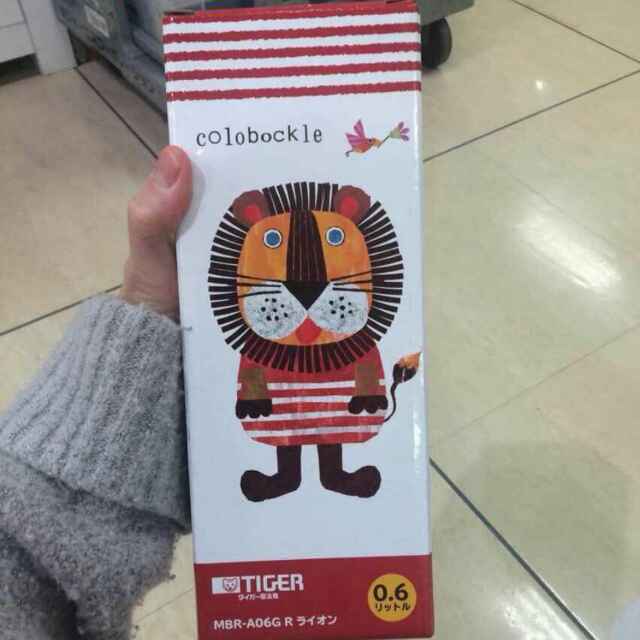 colobockle
TIGER
タイガー魔法瓶
0.6
リットル
MBR-A06G R ライオン